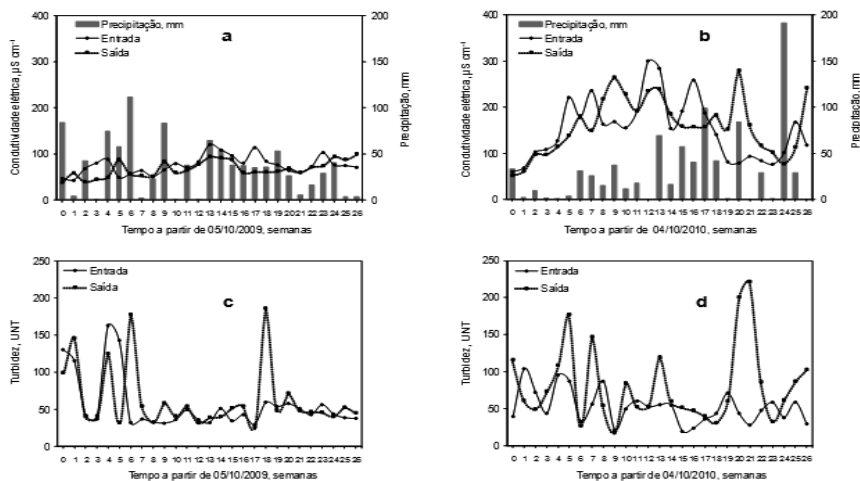 400
300
200
100
0
Condutividade elétrica, µS cm⁻¹
Precipitação, mm
Entrada
Saída
a
200
150
100
50
0
Precipitação, mm
0 1 2 3 4 5 6 7 8 9 10 11 12 13 14 15 16 17 18 19 20 21 22 23 24 25 26
Tempo a partir de 05/10/2009, semanas
400
300
200
100
0
Condutividade elétrica, µS cm⁻¹
Precipitação, mm
Entrada
Saída
b
200
150
100
50
0
Precipitação, mm
0 1 2 3 4 5 6 7 8 9 10 11 12 13 14 15 16 17 18 19 20 21 22 23 24 25 26
Tempo a partir de 04/10/2010, semanas
250
200
150
100
50
0
Turbidez, UNT
Entrada
Saída
c
0 1 2 3 4 5 6 7 8 9 10 11 12 13 14 15 16 17 18 19 20 21 22 23 24 25 26
Tempo a partir de 05/10/2009, semanas
250
200
150
100
50
0
Turbidez, UNT
Entrada
Saída
d
0 1 2 3 4 5 6 7 8 9 10 11 12 13 14 15 16 17 18 19 20 21 22 23 24 25 26
Tempo a partir de 04/10/2010, semanas